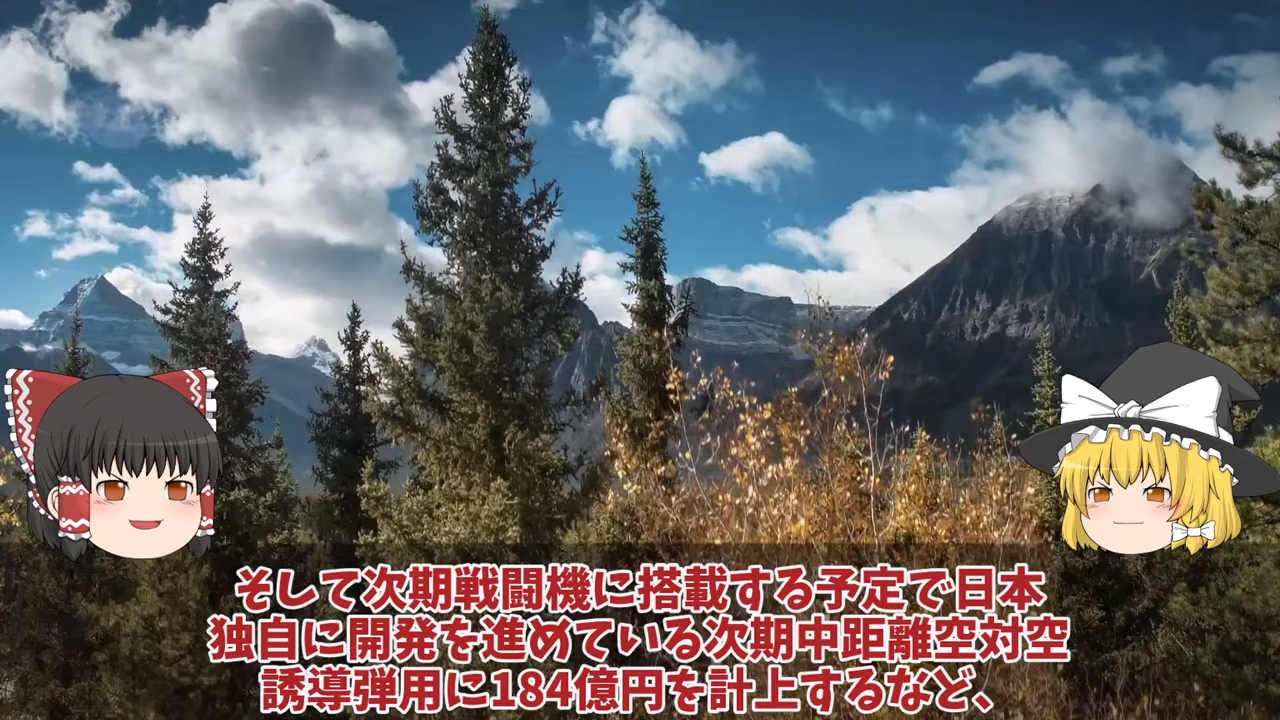 そして次期戦闘機に搭載する予定で日本
独自に開発を進めている次期中距離空対空
誘導弾用に184億円を計上するなど、